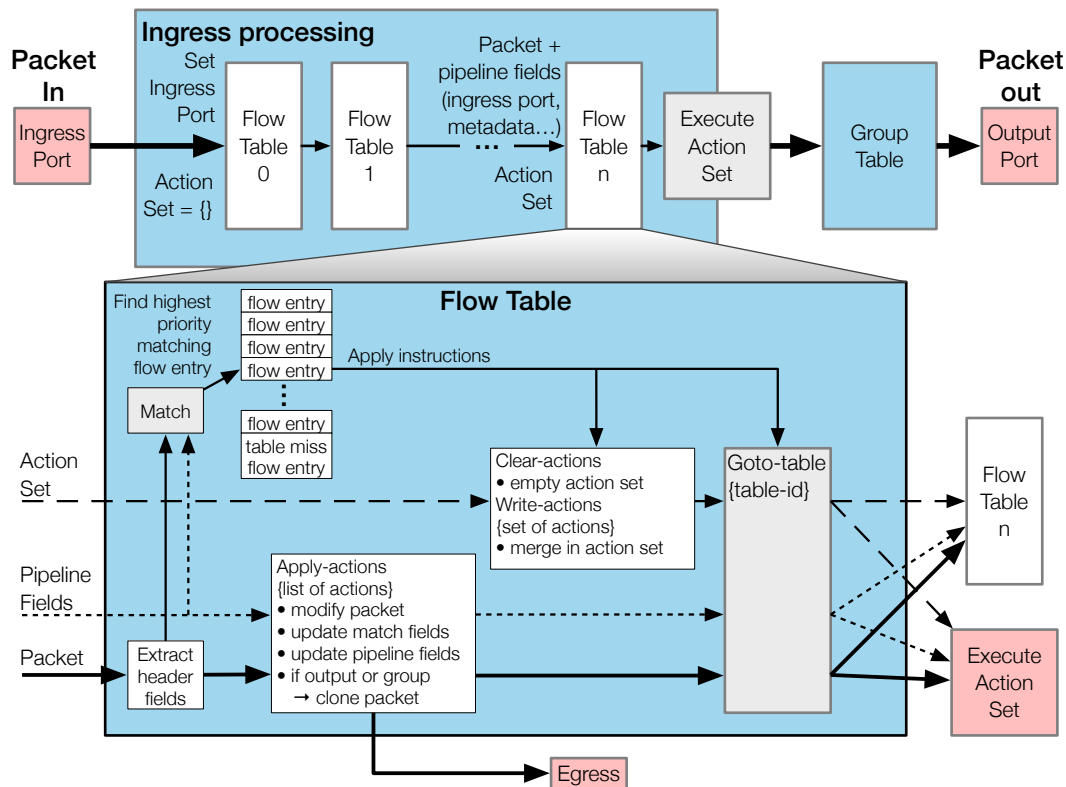 Ingress processing
Packet
In
Ingress
Port
Set
Ingress
Port
Action
Set = {}
Flow
Table
0
Flow
Table
1
Packet +
pipeline fields
(ingress port,
metadata…)
...
Action
Set
Flow
Table
n
Execute
Action
Set
Group
Table
Packet
out
Output
Port
Flow Table
Find highest
priority
matching
flow entry
flow entry
flow entry
flow entry
flow entry
flow entry
table miss
flow entry
Apply instructions
Match
Action
Set
Clear-actions
• empty action set
Write-actions
{set of actions}
• merge in action set
Goto-table
{table-id}
Flow
Table
n
Pipeline
Fields
Apply-actions
{list of actions}
• modify packet
• update match fields
• update pipeline fields
• if output or group
→ clone packet
Packet
Extract
header
fields
Execute
Action
Set
Egress